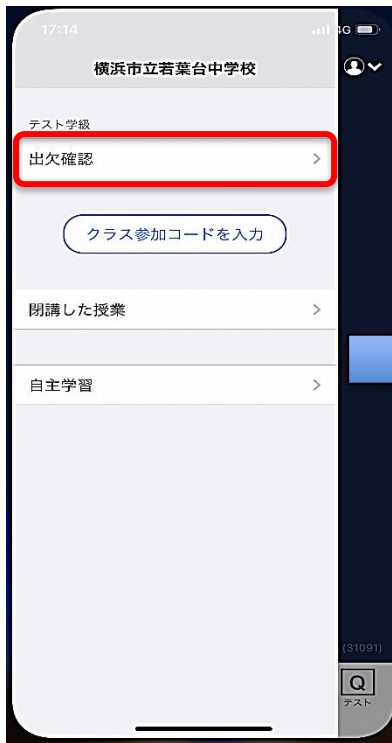 17:14
4G
横浜市立若葉台中学校
テスト学級
出欠確認
クラス参加コードを入力
閉講した授業
自主学習
(31091)
Q
テスト